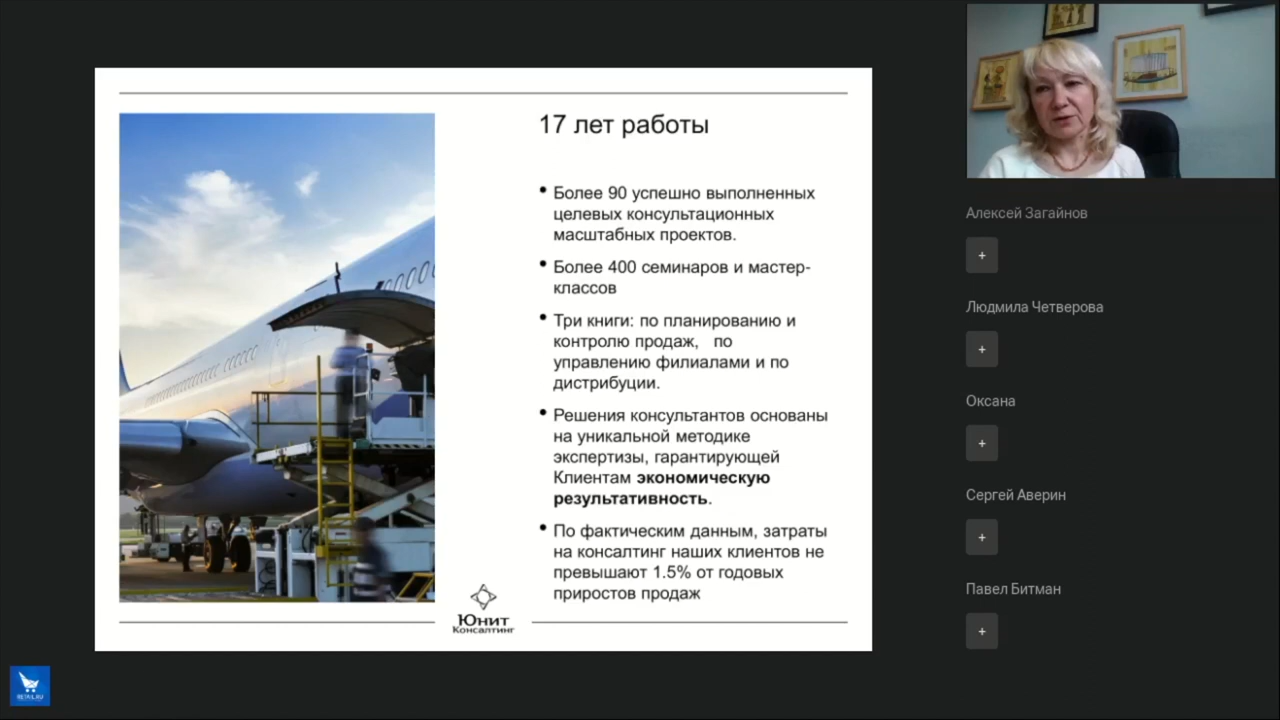 17 лет работы
• Более 90 успешно выполненных
целевых консультационных
масштабных проектов.
• Более 400 семинаров и мастер-
классов
• Три книги: по планированию и
контролю продаж, по
управлению филиалами и по
дистрибуции.
• Решения консультантов основаны
на уникальной методике
экспертизы, гарантирующей
Клиентам экономическую
результативность.
• По фактическим данным, затраты
на консалтинг наших клиентов не
превышают 1.5% от годовых
приростов продаж
Юнит
Консалтинг
Алексей Загайнов
+
Людмила Четверова
+
Оксана
+
Сергей Аверин
+
Павел Битман
+
RETAIL.RU